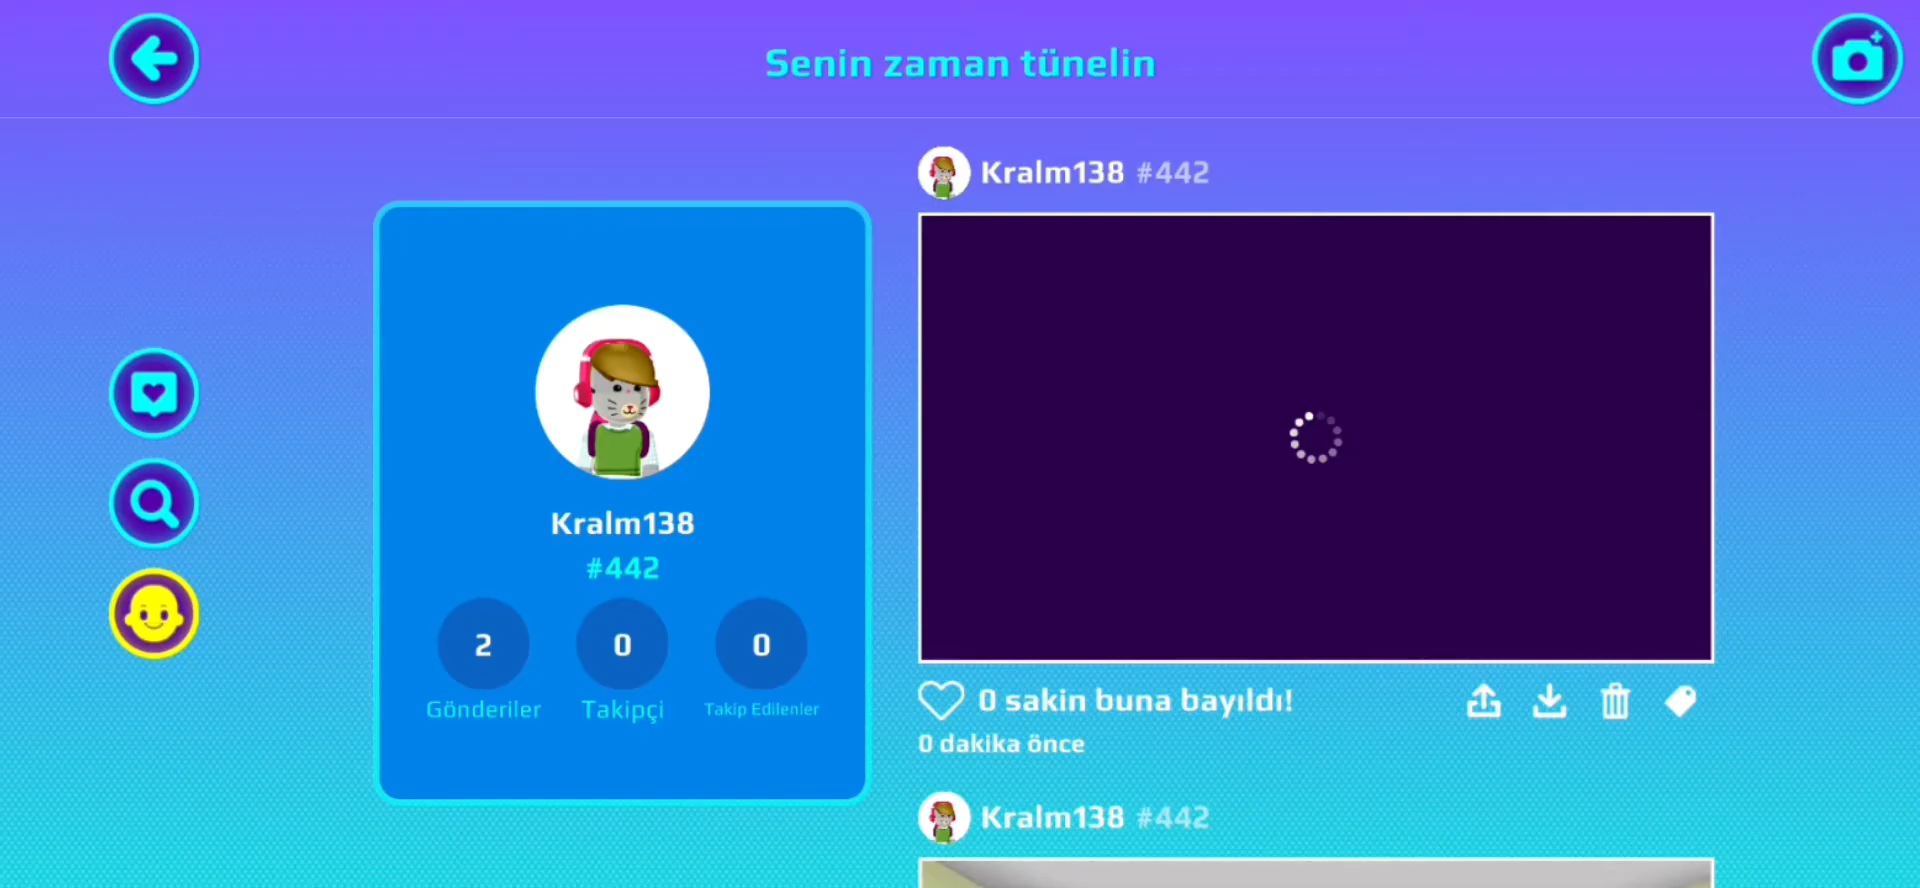 Senin zaman tünelin
Kralm138
#442
2
0
0
Gönderiler
Takipçi
Takip Edilenler
Kralm138 #442
0 sakin buna bayıldı!
0 dakika önce
Kralm138 #442